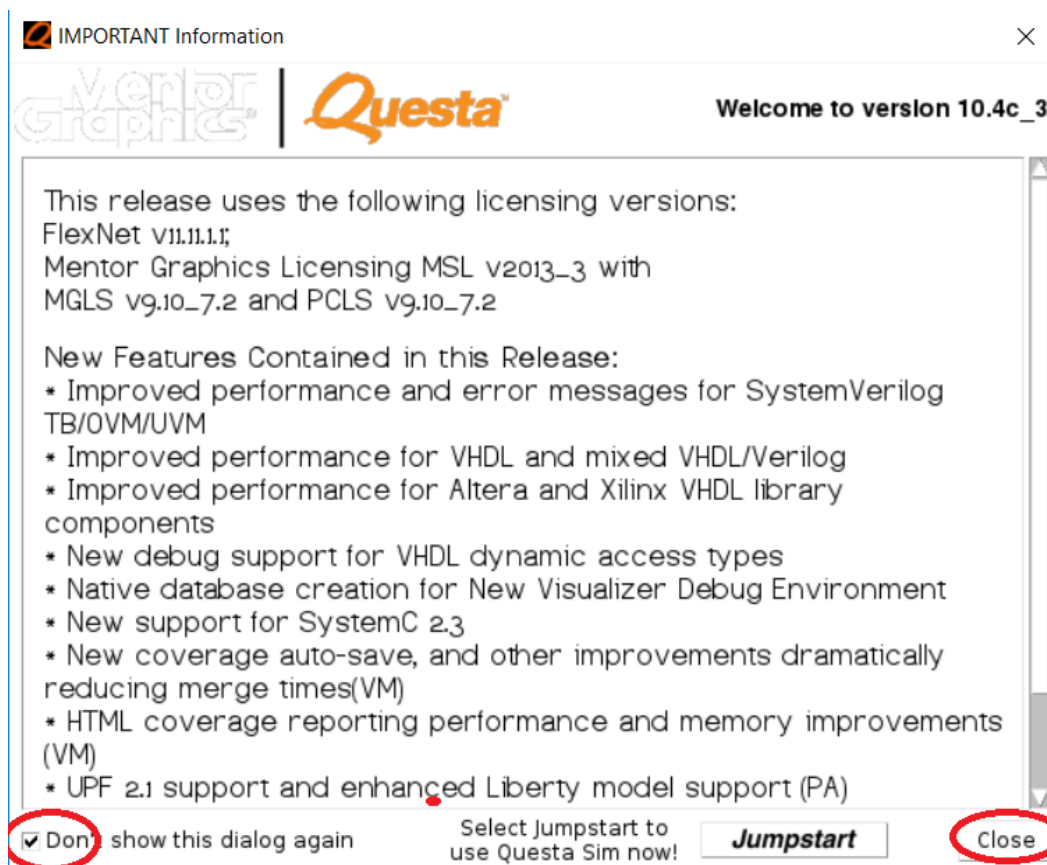 IMPORTANT Information
Mentor
Graphics®
Questa™
Welcome to version 10.4c_3
This release uses the following licensing versions:
FlexNet v11.11.1.1;
Mentor Graphics Licensing MSL v2013_3 with
MGLS v9.10_7.2 and PCLS v9.10_7.2
New Features Contained in this Release:
* Improved performance and error messages for SystemVerilog
TB/OVM/UVM
* Improved performance for VHDL and mixed VHDL/Verilog
* Improved performance for Altera and Xilinx VHDL library
components
* New debug support for VHDL dynamic access types
* Native database creation for New Visualizer Debug Environment
* New support for SystemC 2.3
* New coverage auto-save, and other improvements dramatically
reducing merge times(VM)
* HTML coverage reporting performance and memory improvements
(VM)
* UPF 2.1 support and enhanced Liberty model support (PA)
Don't show this dialog again
Select Jumpstart to
use Questa Sim now!
Jumpstart
Close